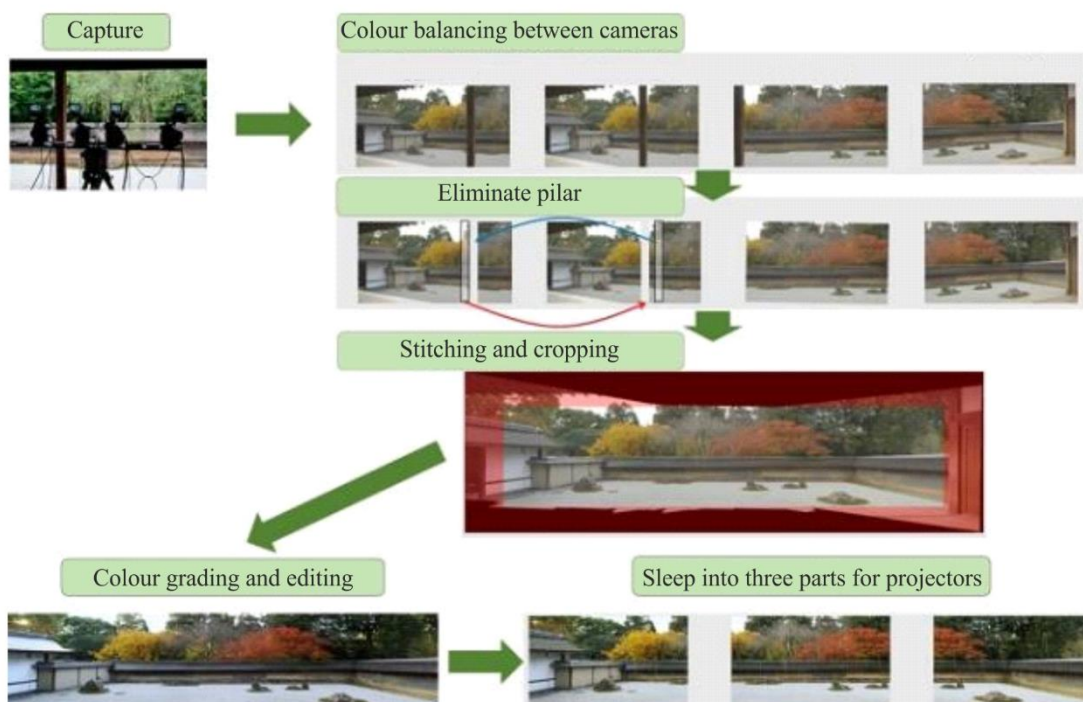 Capture
Colour balancing between cameras
Eliminate pilar
Stitching and cropping
Colour grading and editing
Sleep into three parts for projectors